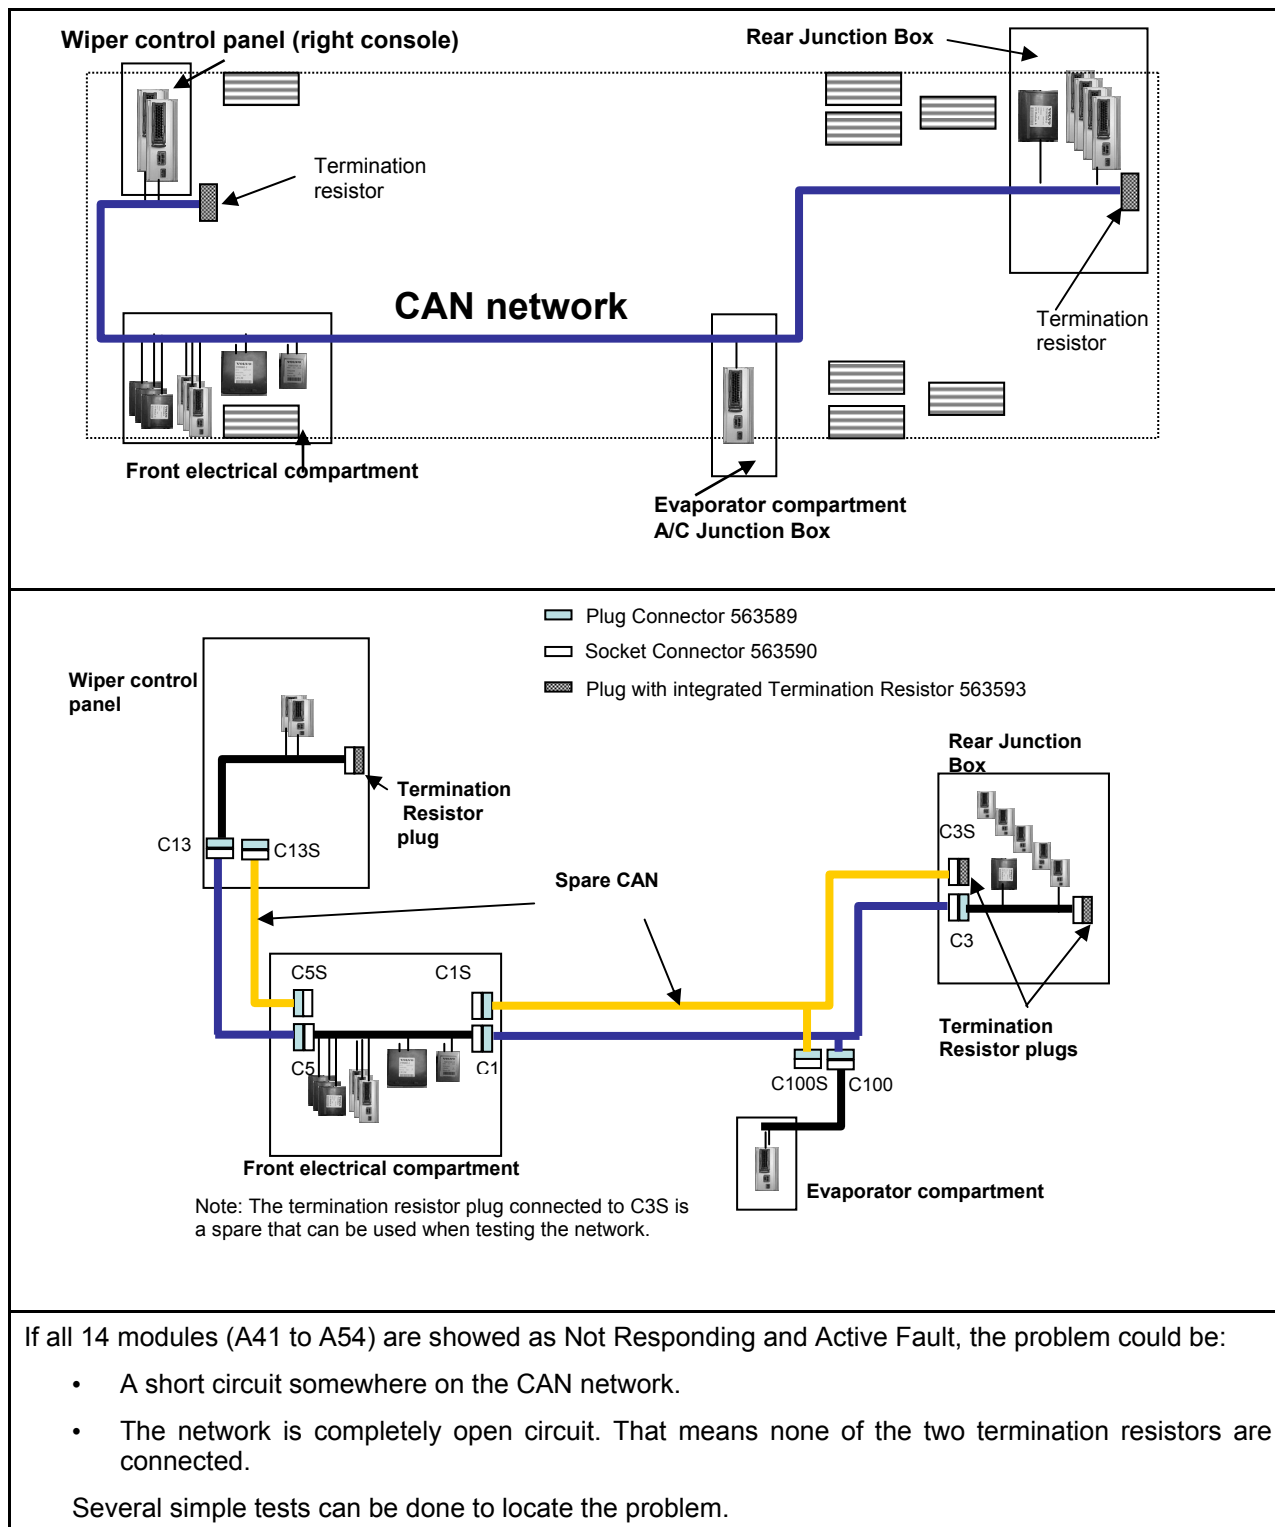 Wiper control panel (right console)
Rear Junction Box
Termination
resistor
CAN network
Termination
resistor
Front electrical compartment
Evaporator compartment
A/C Junction Box
Plug Connector 563589
Socket Connector 563590
Plug with integrated Termination Resistor 563593
Wiper control
panel
Rear Junction
Box
Termination
Resistor
plug
C13
C13S
C3S
Spare CAN
C3
C5S
C1S
Termination
Resistor plugs
C5
C1
C100S
C100
Front electrical compartment
Evaporator compartment
Note: The termination resistor plug connected to C3S is
a spare that can be used when testing the network.
If all 14 modules (A41 to A54) are showed as Not Responding and Active Fault, the problem could be:
• A short circuit somewhere on the CAN network.
• The network is completely open circuit. That means none of the two termination resistors are
connected.
Several simple tests can be done to locate the problem.